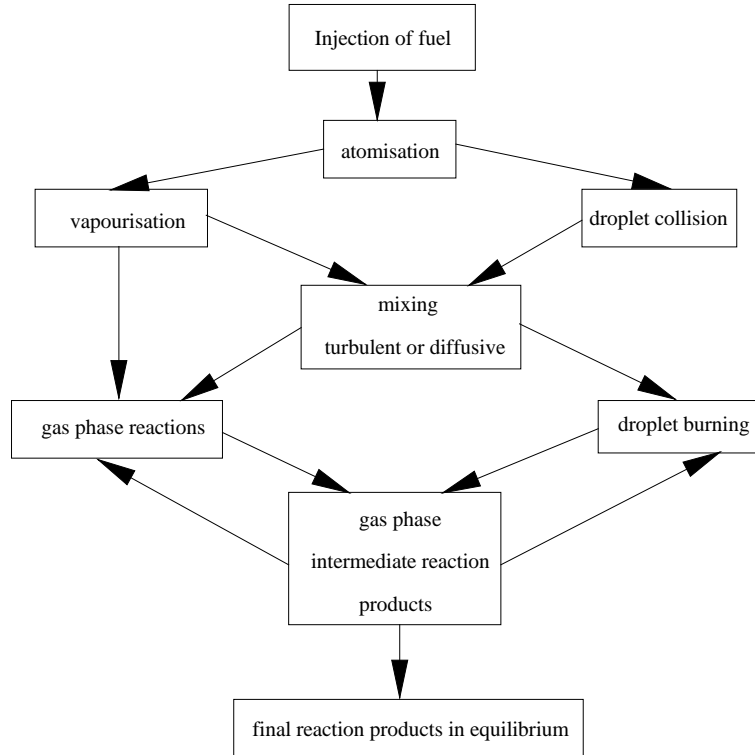 Injection of fuel
atomisation
vapourisation
droplet collision
mixing
turbulent or diffusive
gas phase reactions
droplet burning
gas phase
intermediate reaction
products
final reaction products in equilibrium